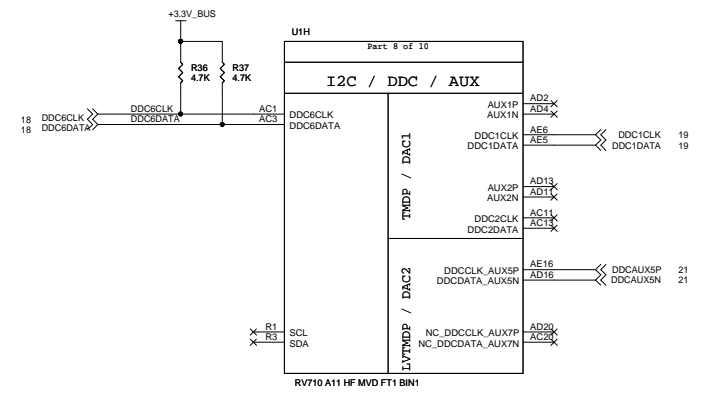 +3.3V_BUS
U1H
Part 8 of 10
R36 R37
4.7K 4.7K
I2C / DDC / AUX
AUX1P AD2
AUX1N AD4
18 DDC6CLK DDC6CLK AC1 DDC6CLK
18 DDC6DATA DDC6DATA AC3 DDC6DATA
TMDP / DAC1
DDC1CLK AE6 DDC1CLK 19
DDC1DATA AE5 DDC1DATA 19
AUX2P AD13
AUX2N AD11
DDC2CLK AC11
DDC2DATA AC13
LVTMDP / DAC2
DDCCLK_AUX5P AE16 DDCAUX5P 21
DDCDATA_AUX5N AD16 DDCAUX5N 21
R1 SCL
R3 SDA
NC_DDCCLK_AUX7P AD20
NC_DDCDATA_AUX7N AC20
RV710 A11 HF MVD FT1 BIN1